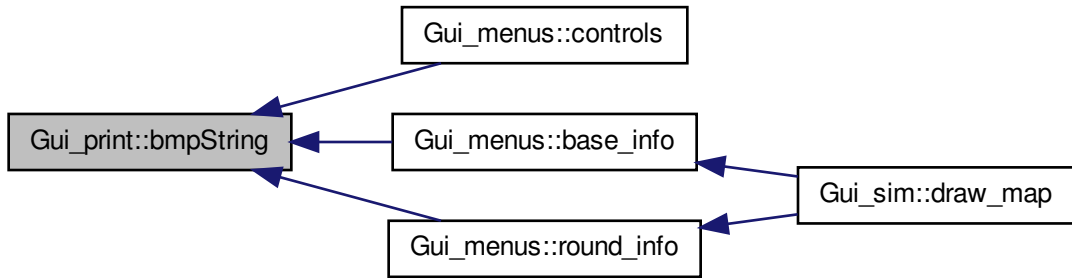 Gui_menus::controls
Gui_print::bmpString
Gui_menus::base_info
Gui_sim::draw_map
Gui_menus::round_info